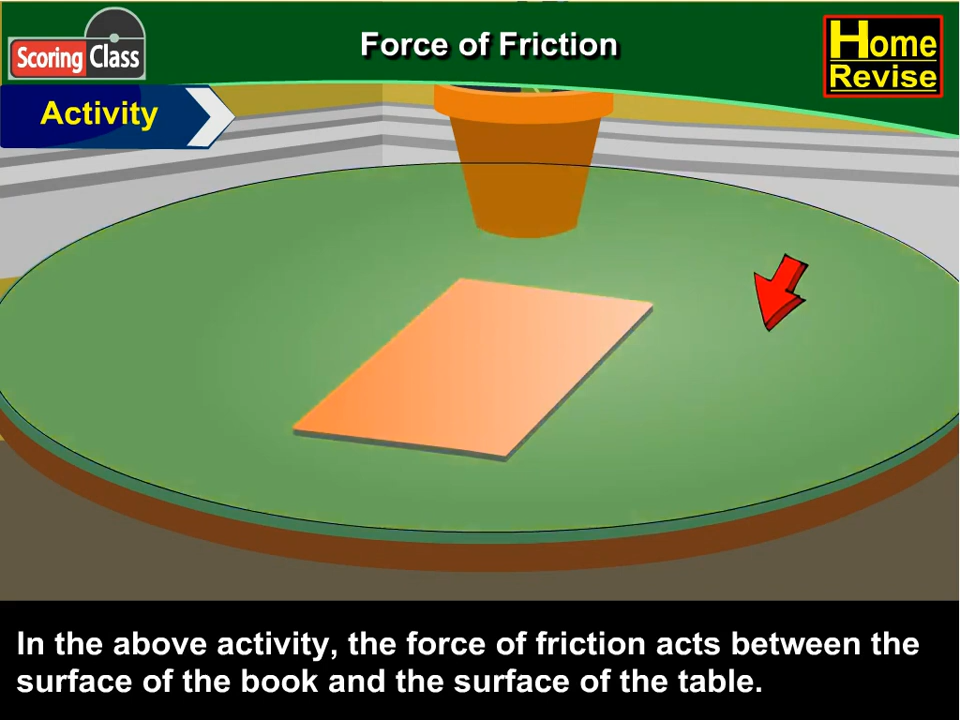 Force of Friction
Scoring Class
Home
Revise
Activity
In the above activity, the force of friction acts between the
surface of the book and the surface of the table.